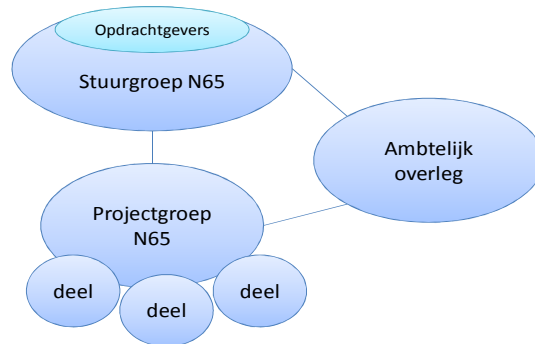 Opdrachtgevers
Stuurgroep N65
Ambtelijk
overleg
Projectgroep
N65
deel
deel
deel